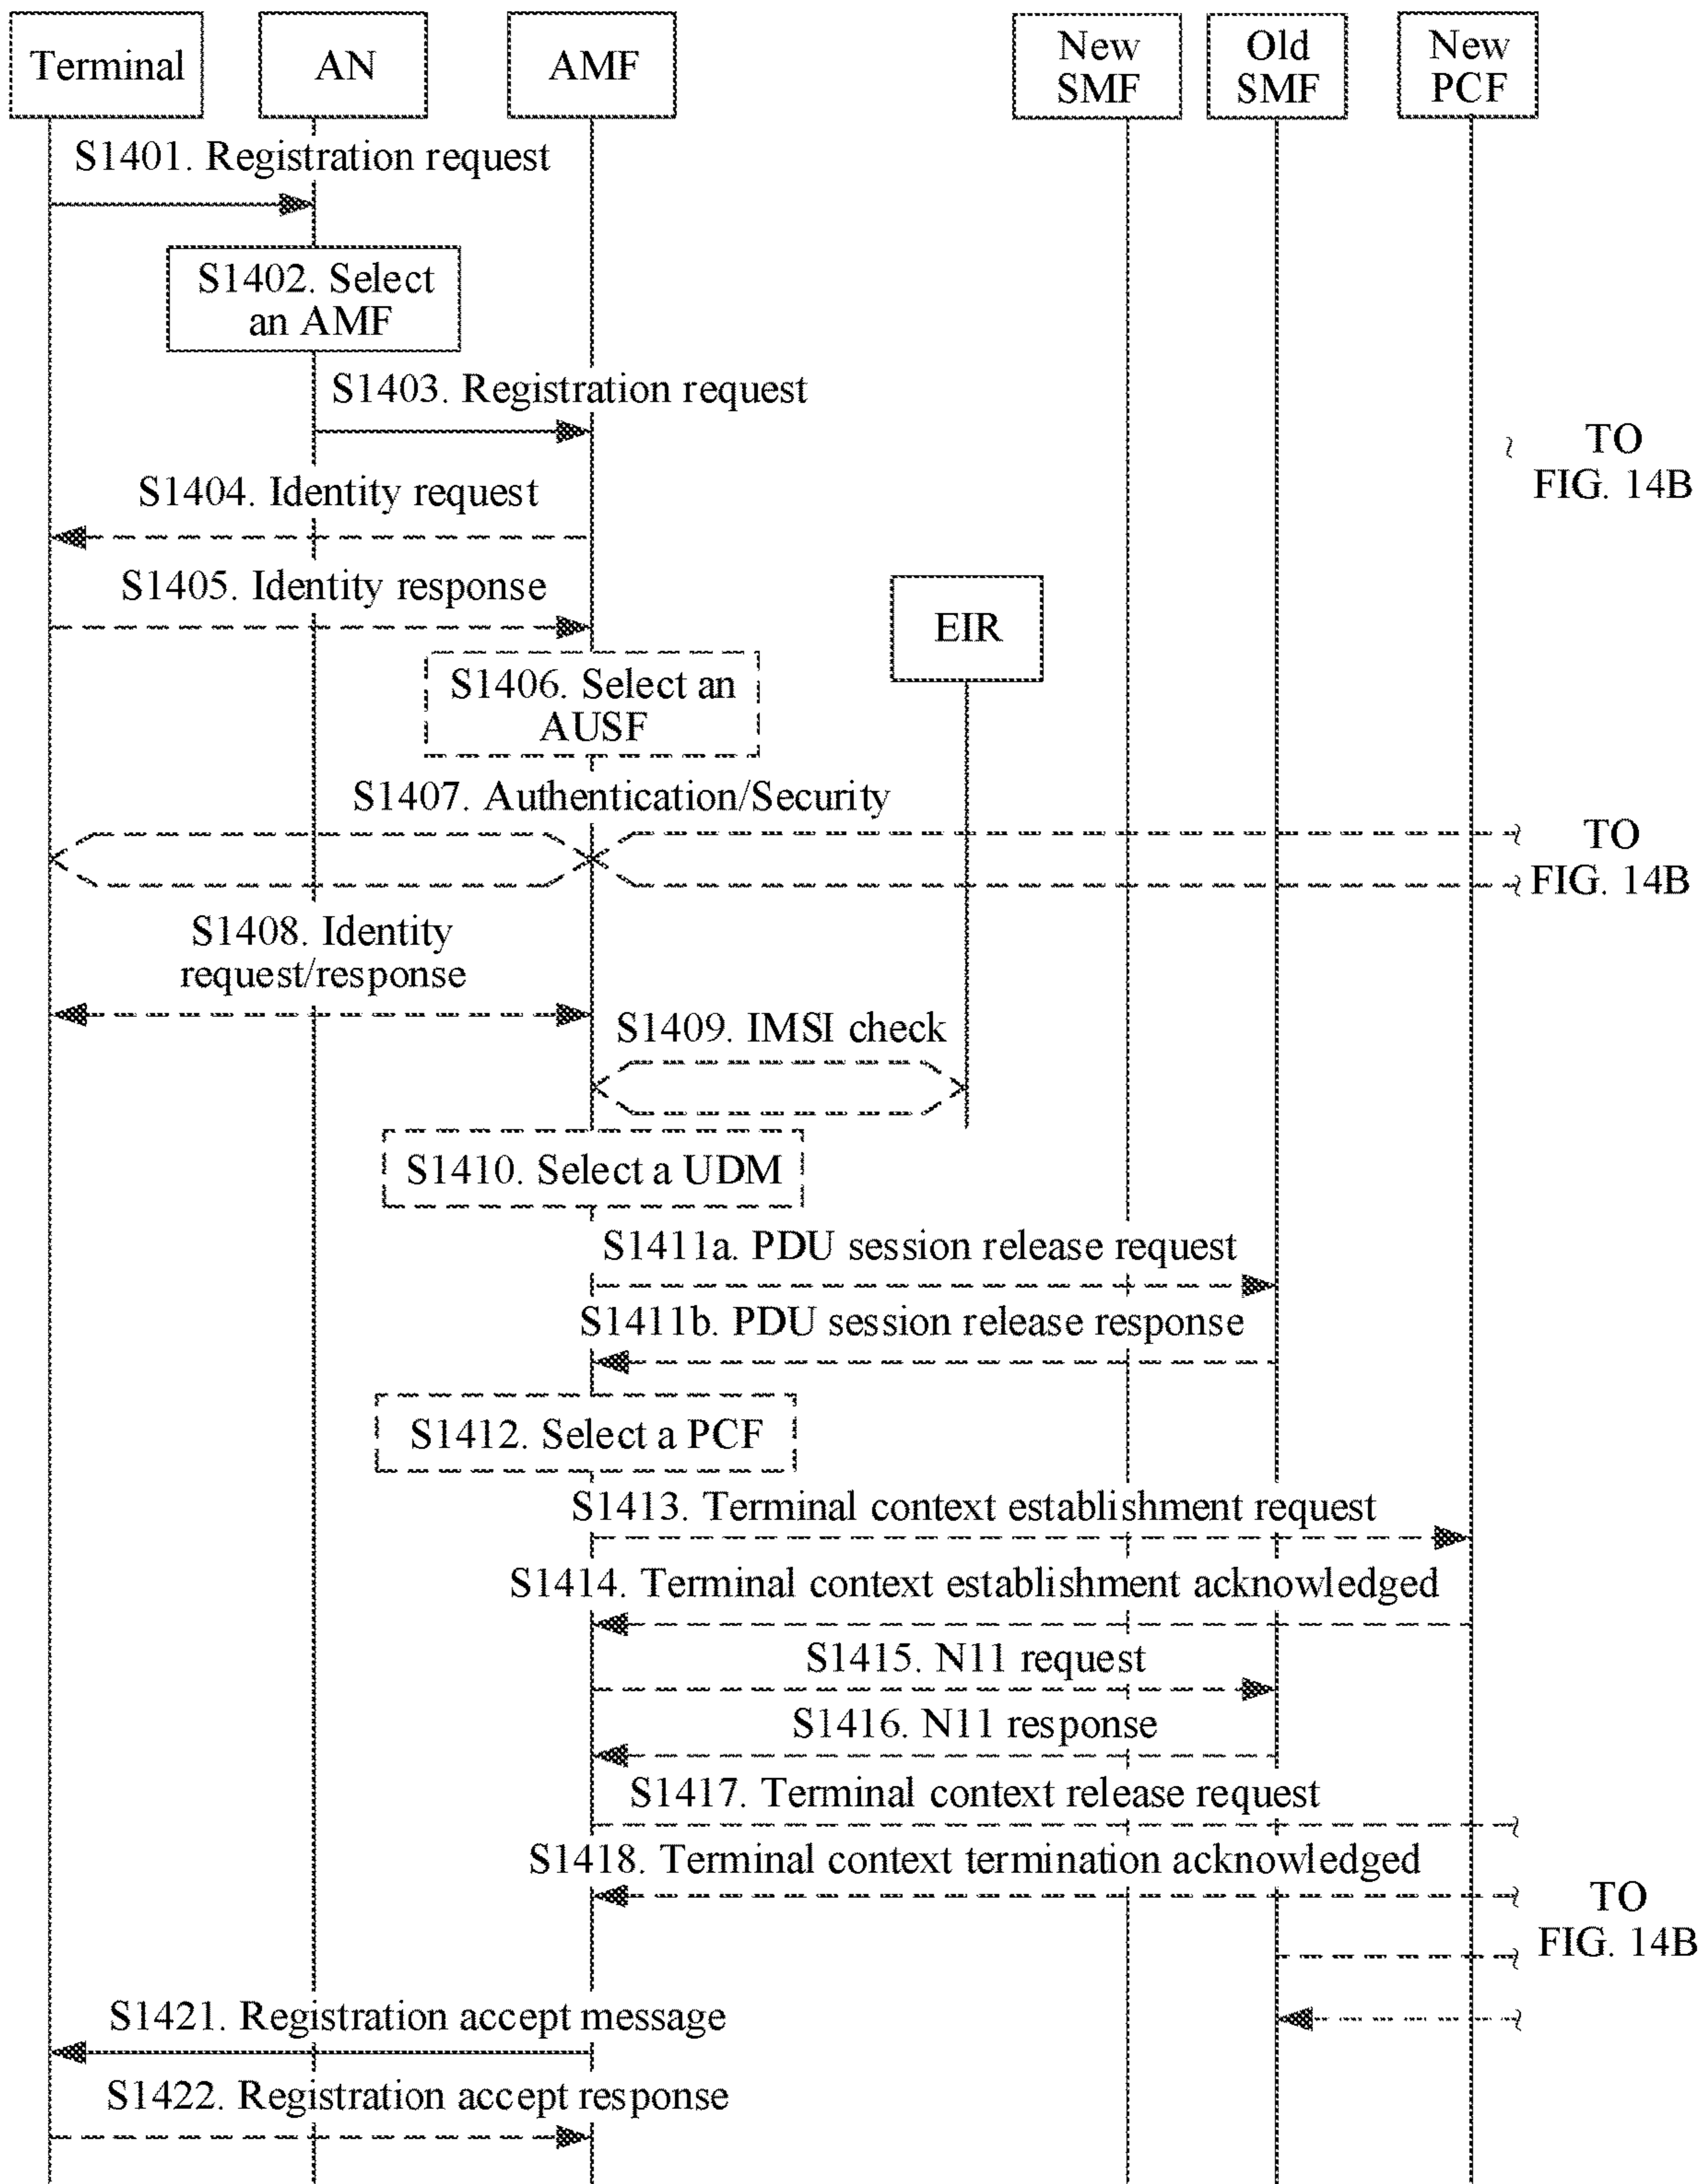 Terminal
AN
AMF
New
SMF
Old
SMF
New
PCF
S1401. Registration request
S1402. Select
an AMF
S1403. Registration request
TO
FIG. 14B
S1404. Identity request
S1405. Identity response
EIR
S1406. Select an
AUSF
S1407. Authentication/Security
TO
FIG. 14B
S1408. Identity
request/response
S1409. IMSI check
S1410. Select a UDM
S1411a. PDU session release request
S1411b. PDU session release response
S1412. Select a PCF
S1413. Terminal context establishment request
S1414. Terminal context establishment acknowledged
S1415. N11 request
S1416. N11 response
S1417. Terminal context release request
S1418. Terminal context termination acknowledged
TO
FIG. 14B
S1421. Registration accept message
S1422. Registration accept response